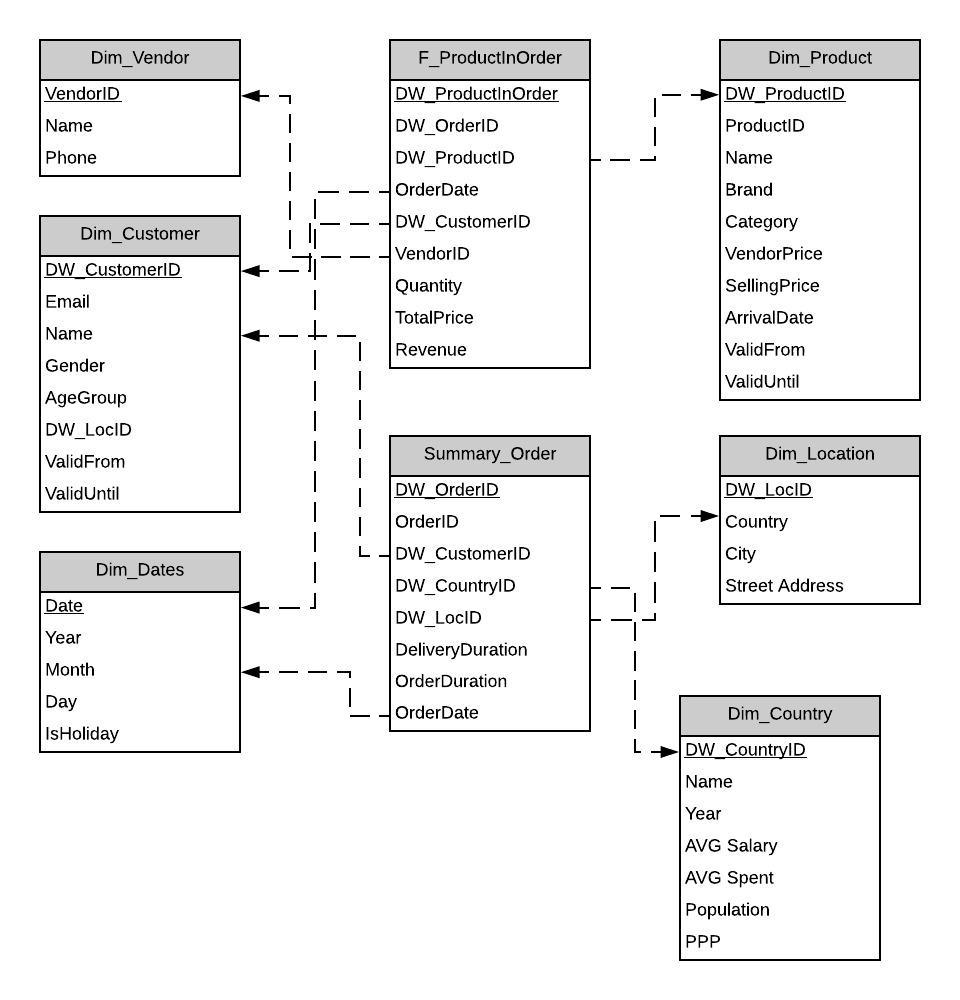 Dim_Vendor
VendorID
Name
Phone
F_ProductInOrder
DW_ProductInOrder
DW_OrderID
DW_ProductID
OrderDate
DW_CustomerID
VendorID
Quantity
TotalPrice
Revenue
Dim_Product
DW_ProductID
ProductID
Name
Brand
Category
VendorPrice
SellingPrice
ArrivalDate
ValidFrom
ValidUntil
Dim_Customer
DW_CustomerID
Email
Name
Gender
AgeGroup
DW_LocID
ValidFrom
ValidUntil
Summary_Order
DW_OrderID
OrderID
DW_CustomerID
DW_CountryID
DW_LocID
DeliveryDuration
OrderDuration
OrderDate
Dim_Location
DW_LocID
Country
City
Street Address
Dim_Dates
Date
Year
Month
Day
IsHoliday
Dim_Country
DW_CountryID
Name
Year
AVG Salary
AVG Spent
Population
PPP